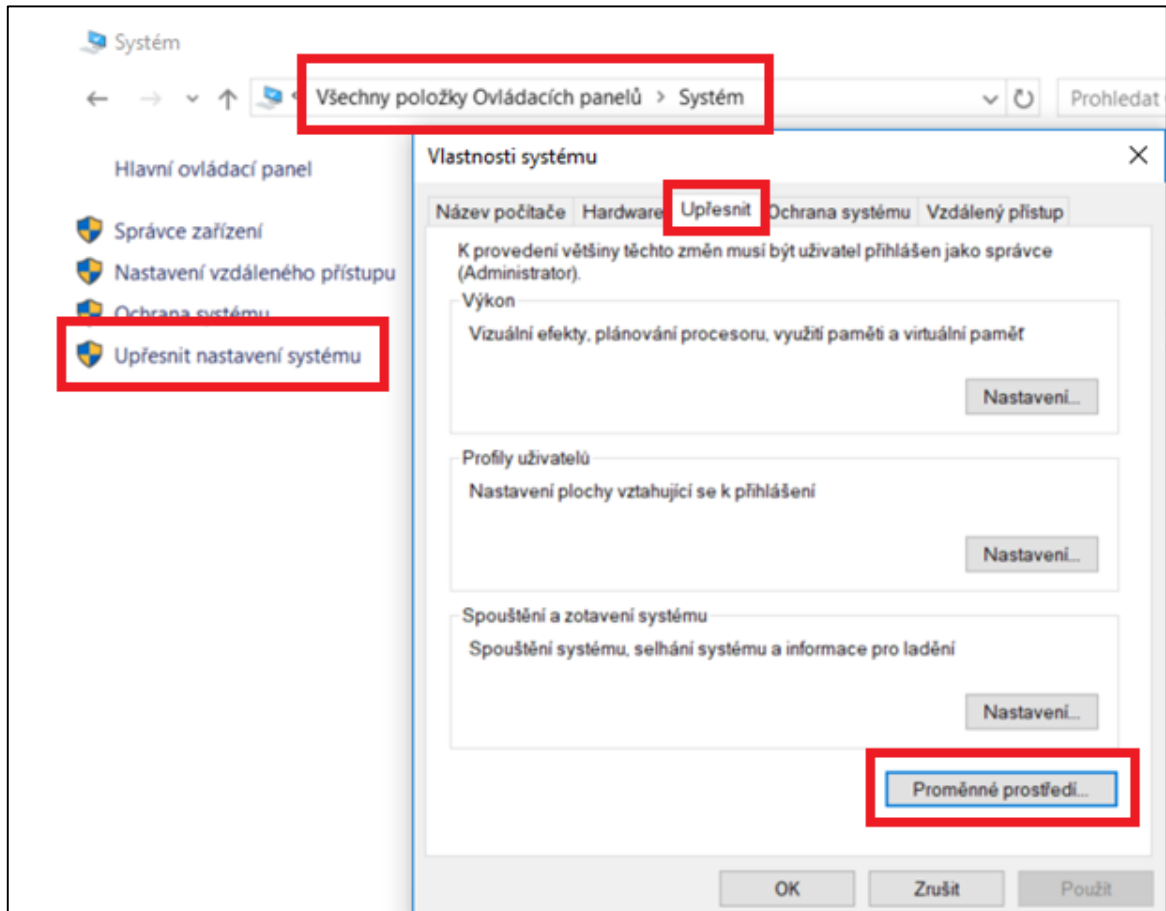 Systém
Všechny položky Ovládacích panelů > Systém
Prohledat
Hlavní ovládací panel
Správce zařízení
Nastavení vzdáleného přístupu
Ochrana systému
Upřesnit nastavení systému
Vlastnosti systému
Název počítače Hardware Upřesnit Ochrana systému Vzdálený přístup
K provedení většiny těchto změn musí být uživatel přihlášen jako správce
(Administrator).
Výkon
Vizuální efekty, plánování procesoru, využití paměti a virtuální paměť
Nastavení...
Profily uživatelů
Nastavení plochy vztahující se k přihlášení
Nastavení...
Spouštění a zotavení systému
Spouštění systému, selhání systému a informace pro ladění
Nastavení...
Proměnné prostředí...
OK Zrušit Použít